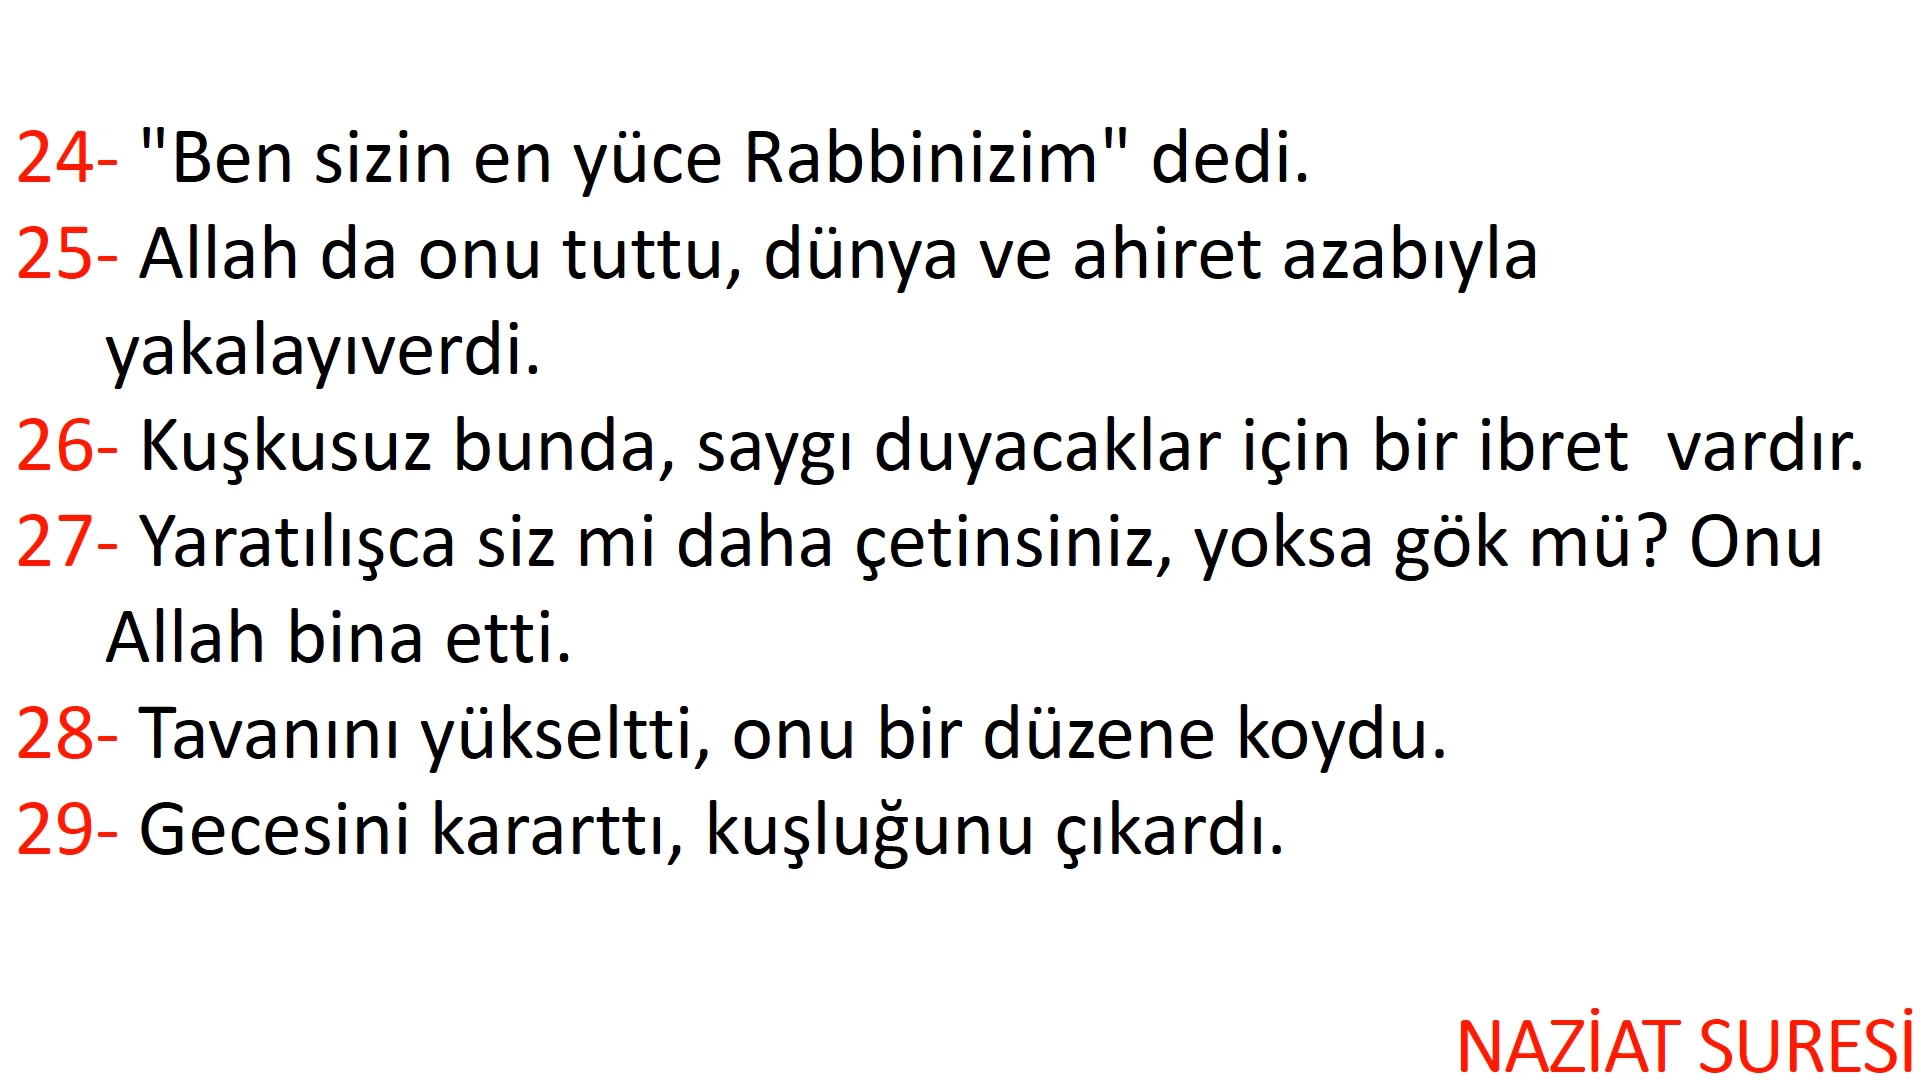 24- "Ben sizin en yüce Rabbinizim" dedi.
25- Allah da onu tuttu, dünya ve ahiret azabıyla
yakalayıverdi.
26- Kuşkusuz bunda, saygı duyacaklar için bir ibret  vardır.
27- Yaratılışca siz mi daha çetinsiniz, yoksa gök mü? Onu
Allah bina etti.
28- Tavanını yükseltti, onu bir düzene koydu.
29- Gecesini kararttı, kuşluğunu çıkardı.
NAZİAT SURESİ